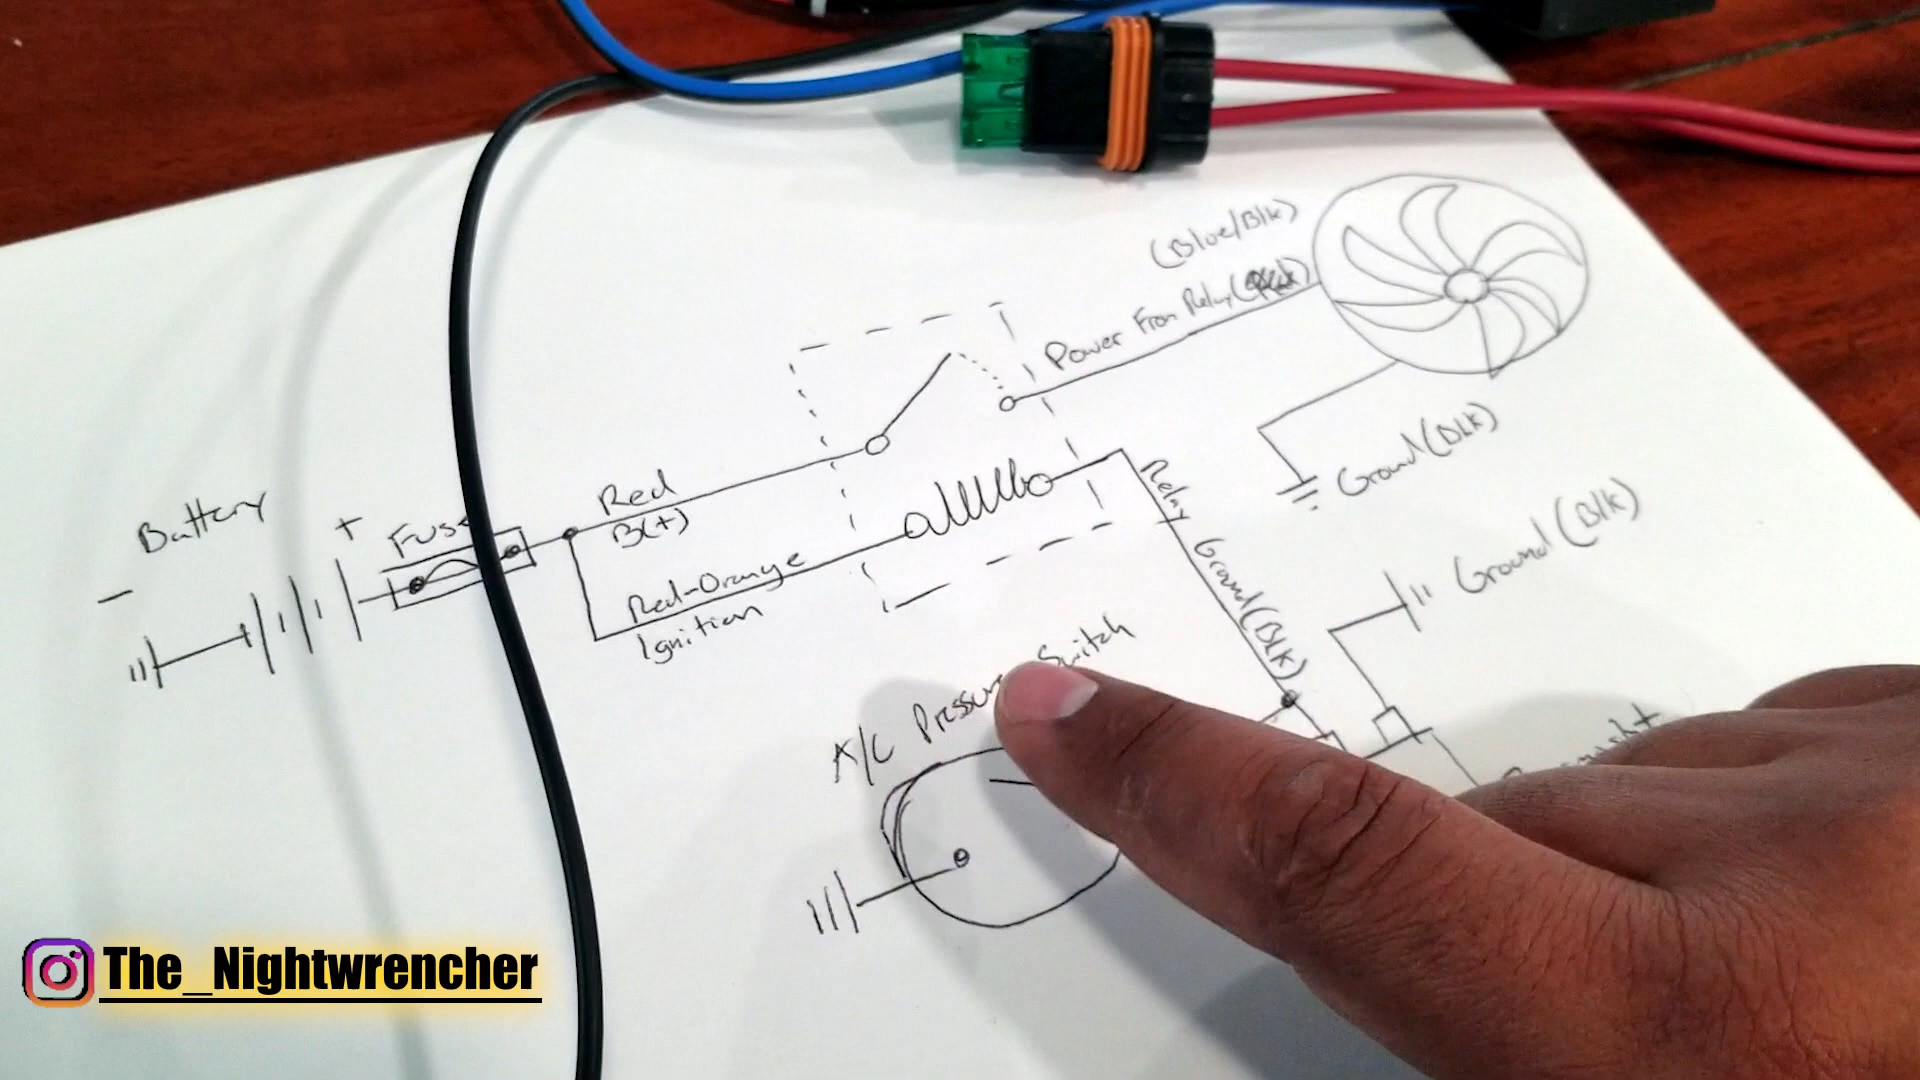 (Blue/Blk)
Power From Relay
Ground (BLK)
Red
B(+)
Battery
- +
Fuse
Red-Orange
Ignition
Relay
Ground (BLK)
Ground (Blk)
A/C Pressure Switch
The_Nightwrencher